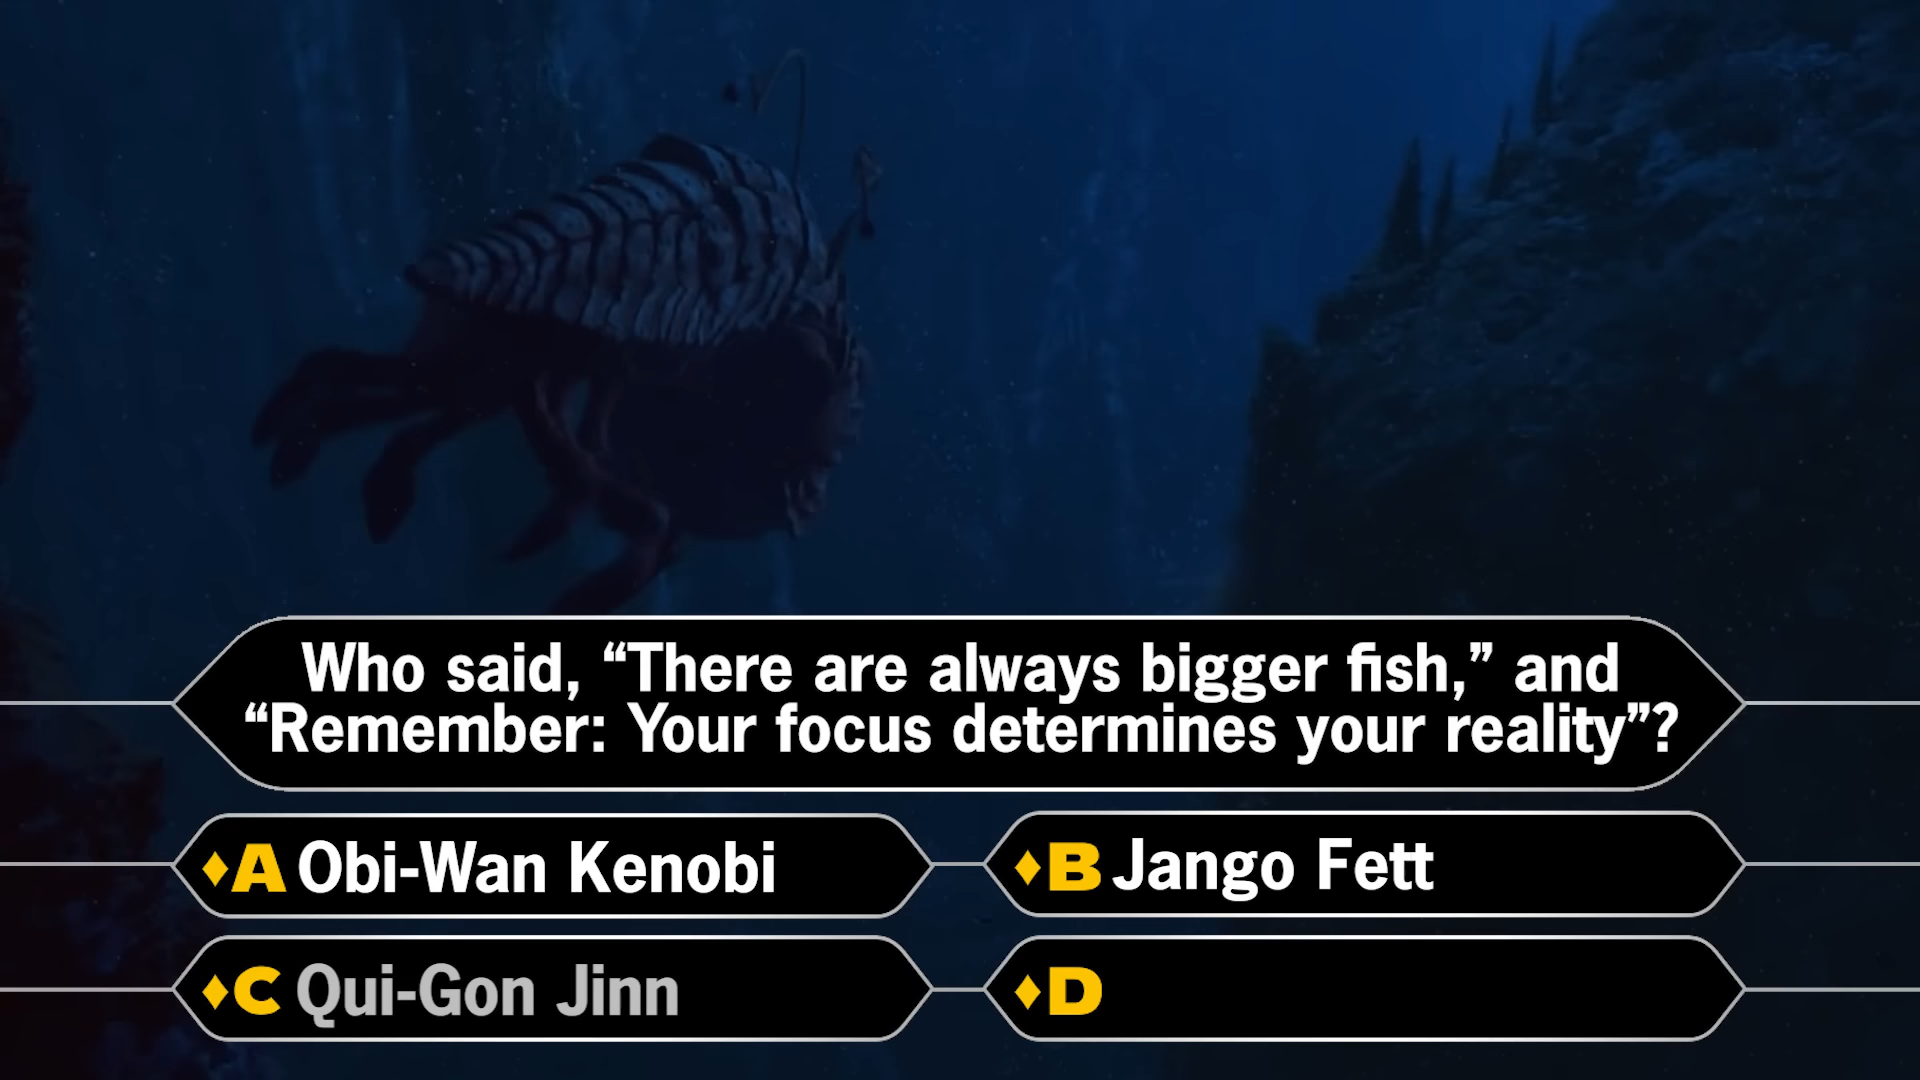 Who said, “There are always bigger fish,” and
“Remember: Your focus determines your reality”?
♦A Obi-Wan Kenobi
♦B Jango Fett
♦C Qui-Gon Jinn
♦D